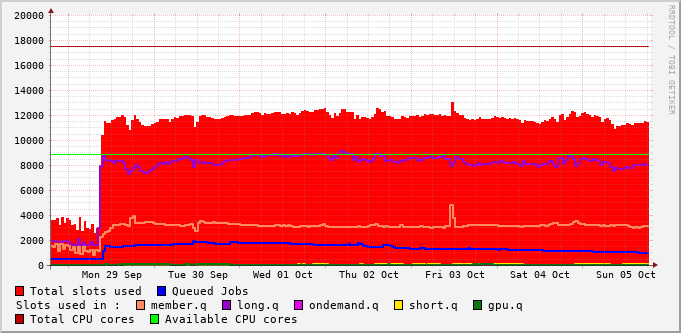 20000
18000
16000
14000
12000
10000
8000
6000
4000
2000
0
Mon 29 Sep Tue 30 Sep Wed 01 Oct Thu 02 Oct Fri 03 Oct Sat 04 Oct Sun 05 Oct
Total slots used Queued Jobs
Slots used in : member.q long.q ondemand.q short.q gpu.q
Total CPU cores Available CPU cores
RRDTOOL / TOBI OETIKER